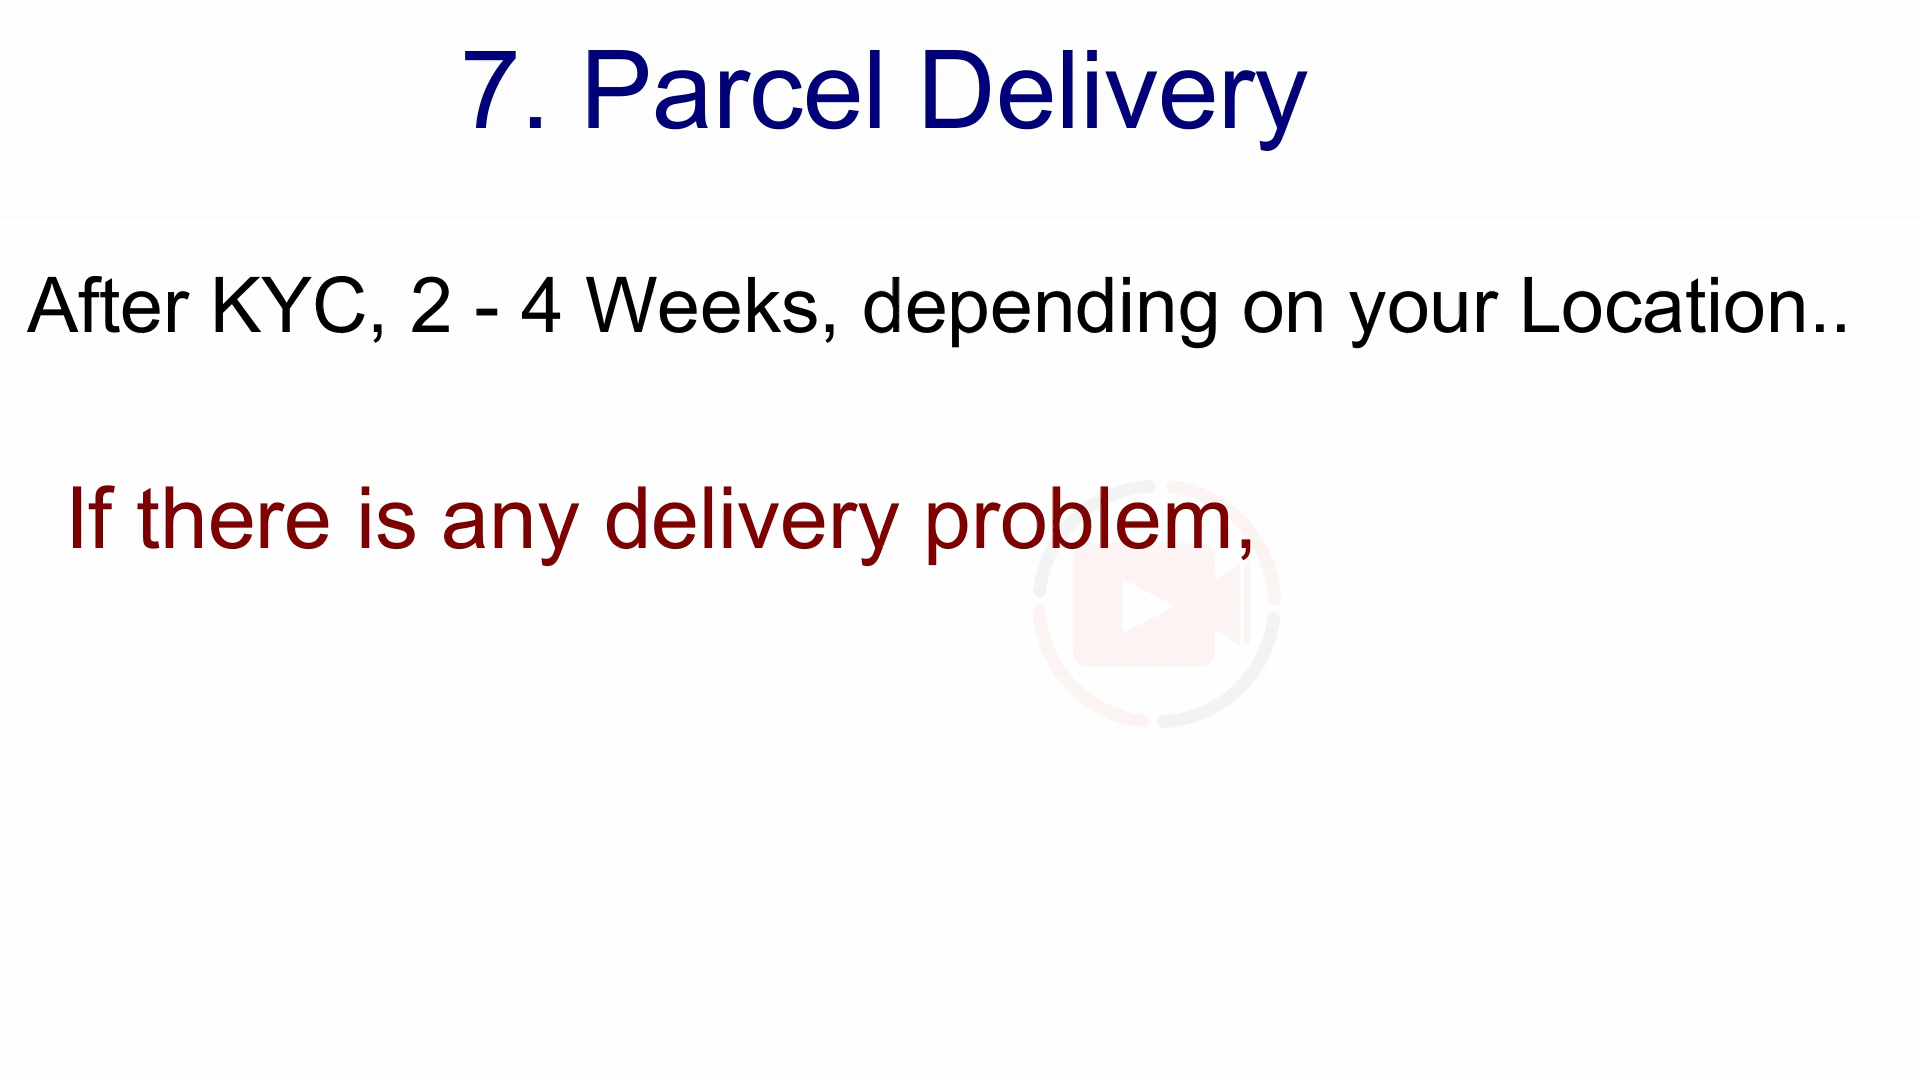 7. Parcel Delivery
After KYC, 2 - 4 Weeks, depending on your Location..
If there is any delivery problem,